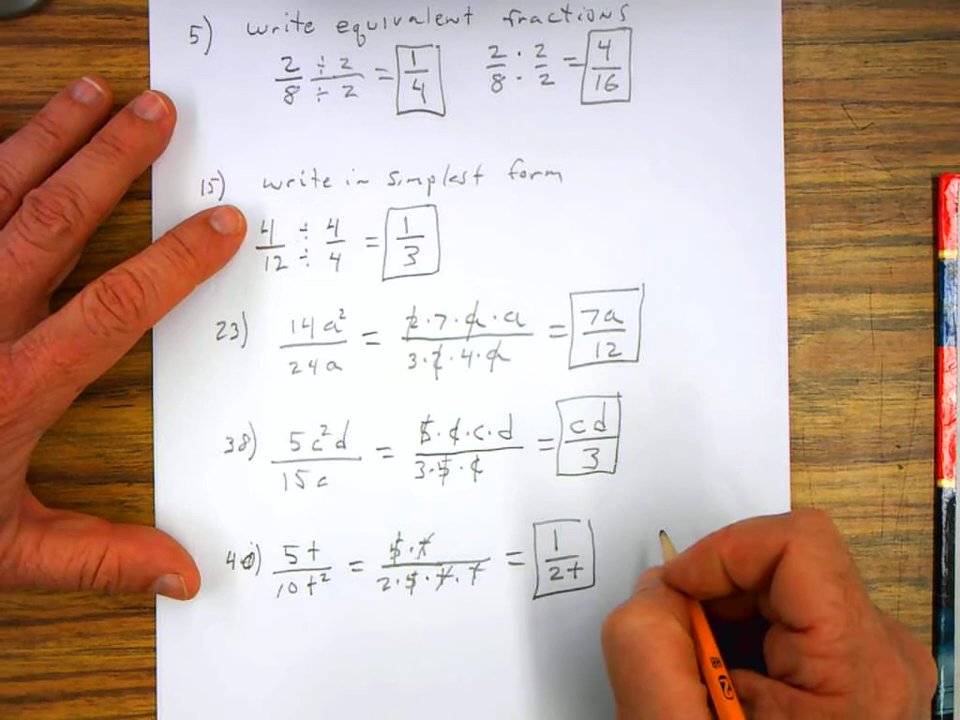 5) write equivalent fractions
2/8 ÷ 2/÷ 2 = 1/4   2/8 · 2/2 = 4/16
15) write in simplest form
4/12 ÷ 4/÷ 4 = 1/3
23) 14a²/24a = 2·7·a·a/3·2·4·a = 7a/12
38) 5c²d/15c = 5·c·c·d/3·5·c = cd/3
40) 5t/10t² = 5·t/2·5·t·t = 1/2t
HB 2